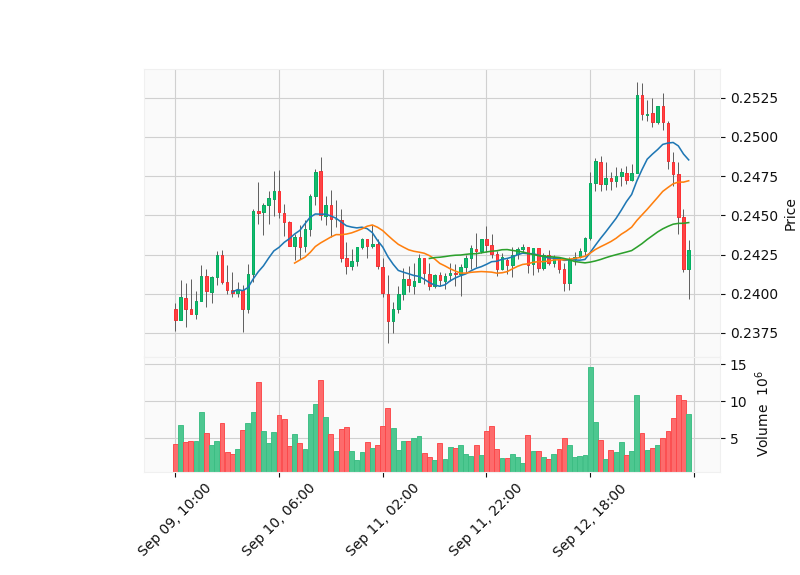 0.2525
0.2500
0.2475
0.2450
0.2425
0.2400
0.2375
Price
15
10
5
Volume 10^6
Sep 09, 10:00
Sep 10, 06:00
Sep 11, 02:00
Sep 11, 22:00
Sep 12, 18:00